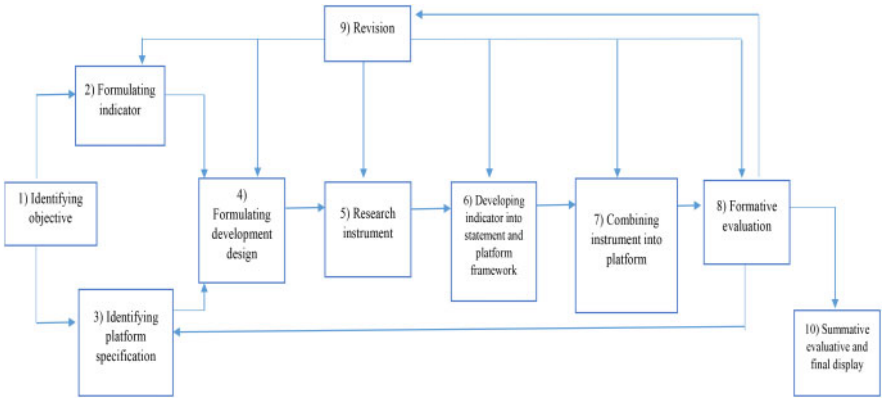 9) Revision
2) Formulating
indicator
1) Identifying
objective
4)
Formulating
development
design
5) Research
instrument
6) Developing
indicator into
statement and
platform
framework
7) Combining
instrument into
platform
8) Formative
evaluation
3) Identifying
platform
specification
10) Summative
evaluative and
final display